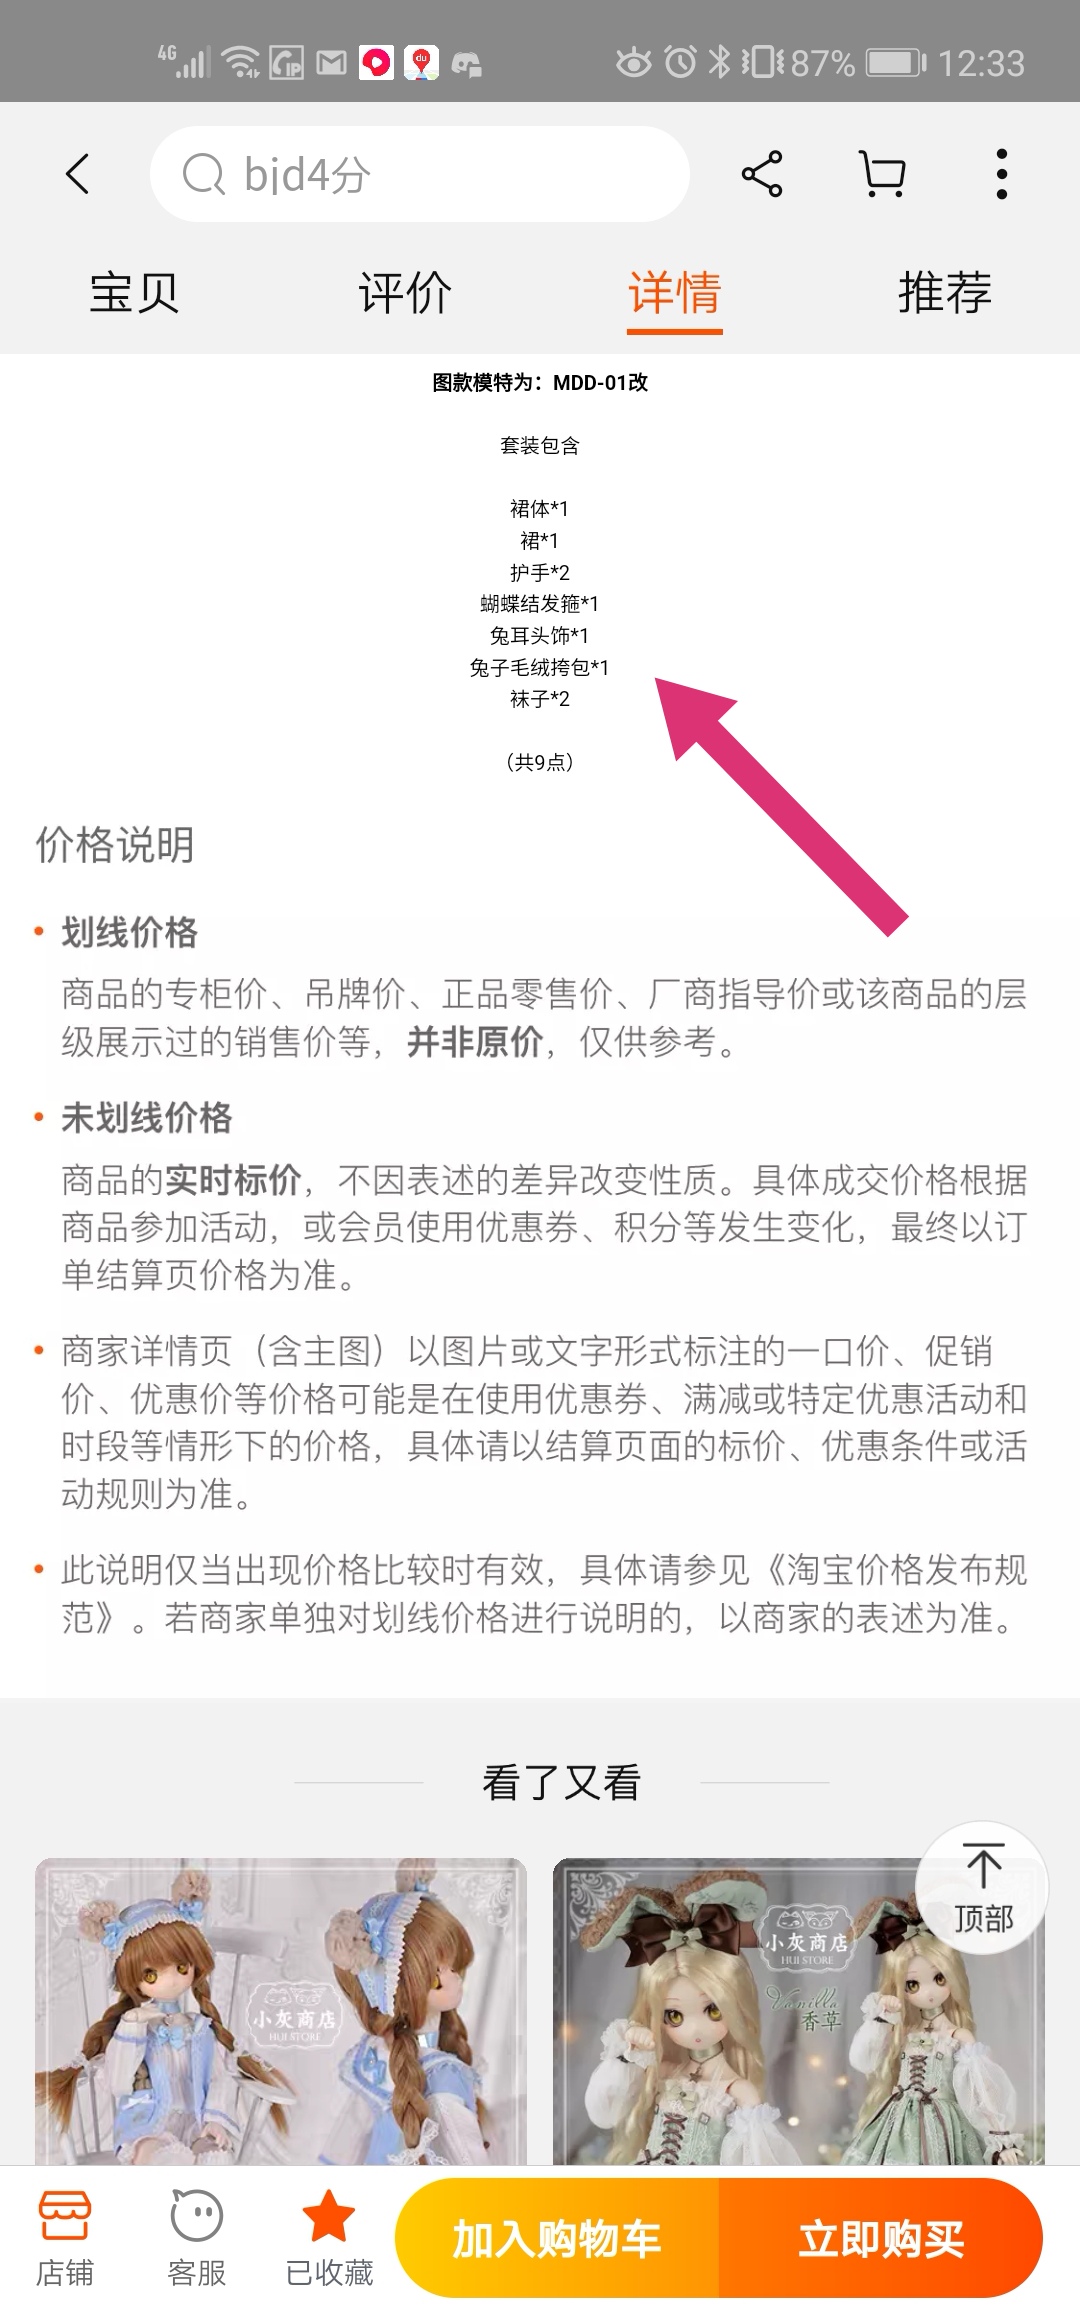 4G
87%
12:33
bjd4分
宝贝
评价
详情
推荐
图款模特为：MDD-01改
套装包含
裙体*1
裙*1
护手*2
蝴蝶结发箍*1
兔耳头饰*1
兔子毛绒挎包*1
袜子*2
（共9点）
价格说明
划线价格
商品的专柜价、吊牌价、正品零售价、厂商指导价或该商品的层
级展示过的销售价等，并非原价，仅供参考。
未划线价格
商品的实时标价，不因表述的差异改变性质。具体成交价格根据
商品参加活动，或会员使用优惠券、积分等发生变化，最终以订
单结算页价格为准。
商家详情页（含主图）以图片或文字形式标注的一口价、促销
价、优惠价等价格可能是在使用优惠券、满减或特定优惠活动和
时段等情形下的价格，具体请以结算页面的标价、优惠条件或活
动规则为准。
此说明仅当出现价格比较时有效，具体请参见《淘宝价格发布规
范》。若商家单独对划线价格进行说明的，以商家的表述为准。
看了又看
顶部
小灰商店
HUI STORE
小灰商店
HUI STORE
Vanilla
香草
店铺
客服
已收藏
加入购物车
立即购买